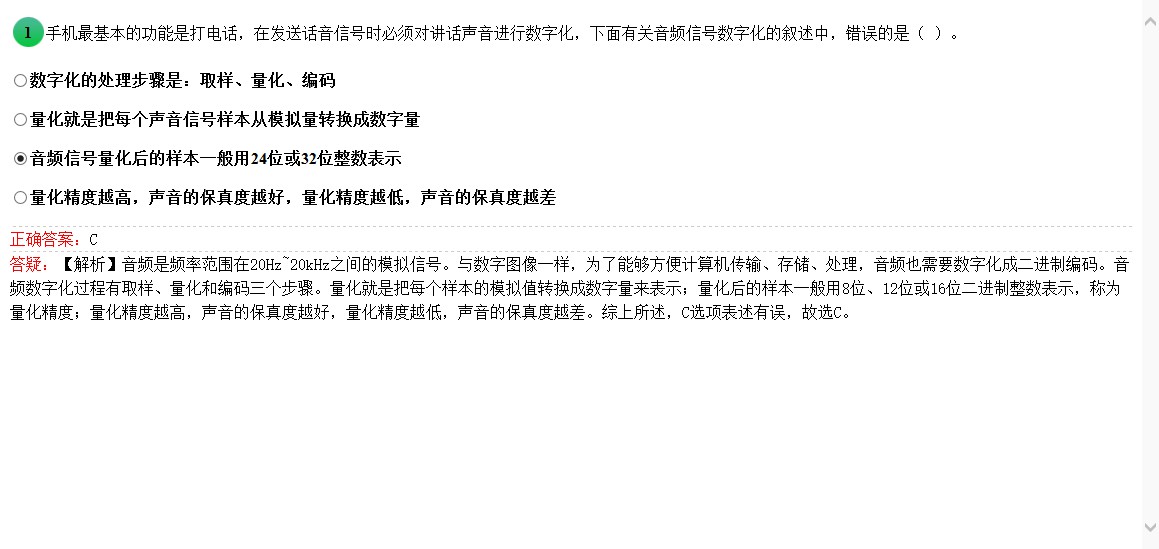 1 手机最基本的功能是打电话，在发送话音信号时必须对讲话声音进行数字化，下面有关音频信号数字化的叙述中，错误的是（ ）。
数字化的处理步骤是：取样、量化、编码
量化就是把每个声音信号样本从模拟量转换成数字量
音频信号量化后的样本一般用24位或32位整数表示
量化精度越高，声音的保真度越好，量化精度越低，声音的保真度越差
正确答案：C
答疑：【解析】音频是频率范围在20Hz~20kHz之间的模拟信号。与数字图像一样，为了能够方便计算机传输、存储、处理，音频也需要数字化成二进制编码。音
频数字化过程有取样、量化和编码三个步骤。量化就是把每个样本的模拟值转换成数字量来表示；量化后的样本一般用8位、12位或16位二进制整数表示，称为
量化精度；量化精度越高，声音的保真度越好，量化精度越低，声音的保真度越差。综上所述，C选项表述有误，故选C。